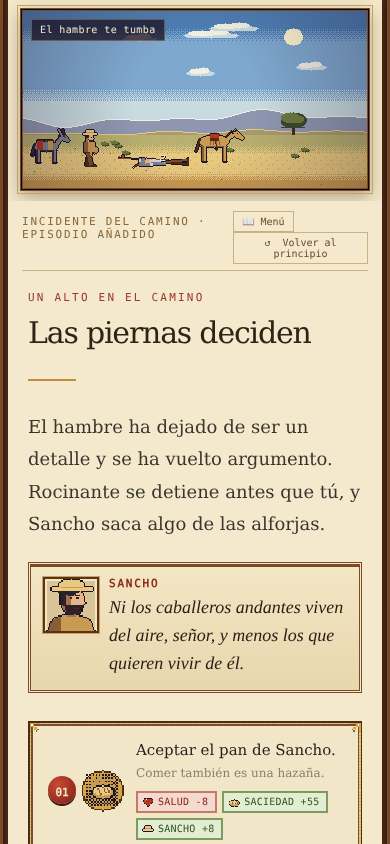 El hambre te tumba
INCIDENTE DEL CAMINO ·
EPISODIO AÑADIDO
📖 Menú
↺ Volver al
principio
UN ALTO EN EL CAMINO
Las piernas deciden
El hambre ha dejado de ser un
detalle y se ha vuelto argumento.
Rocinante se detiene antes que tú, y
Sancho saca algo de las alforjas.
SANCHO
Ni los caballeros andantes viven
del aire, señor, y menos los que
quieren vivir de él.
01
Aceptar el pan de Sancho.
Comer también es una hazaña.
SALUD -8
SACIEDAD +55
SANCHO +8